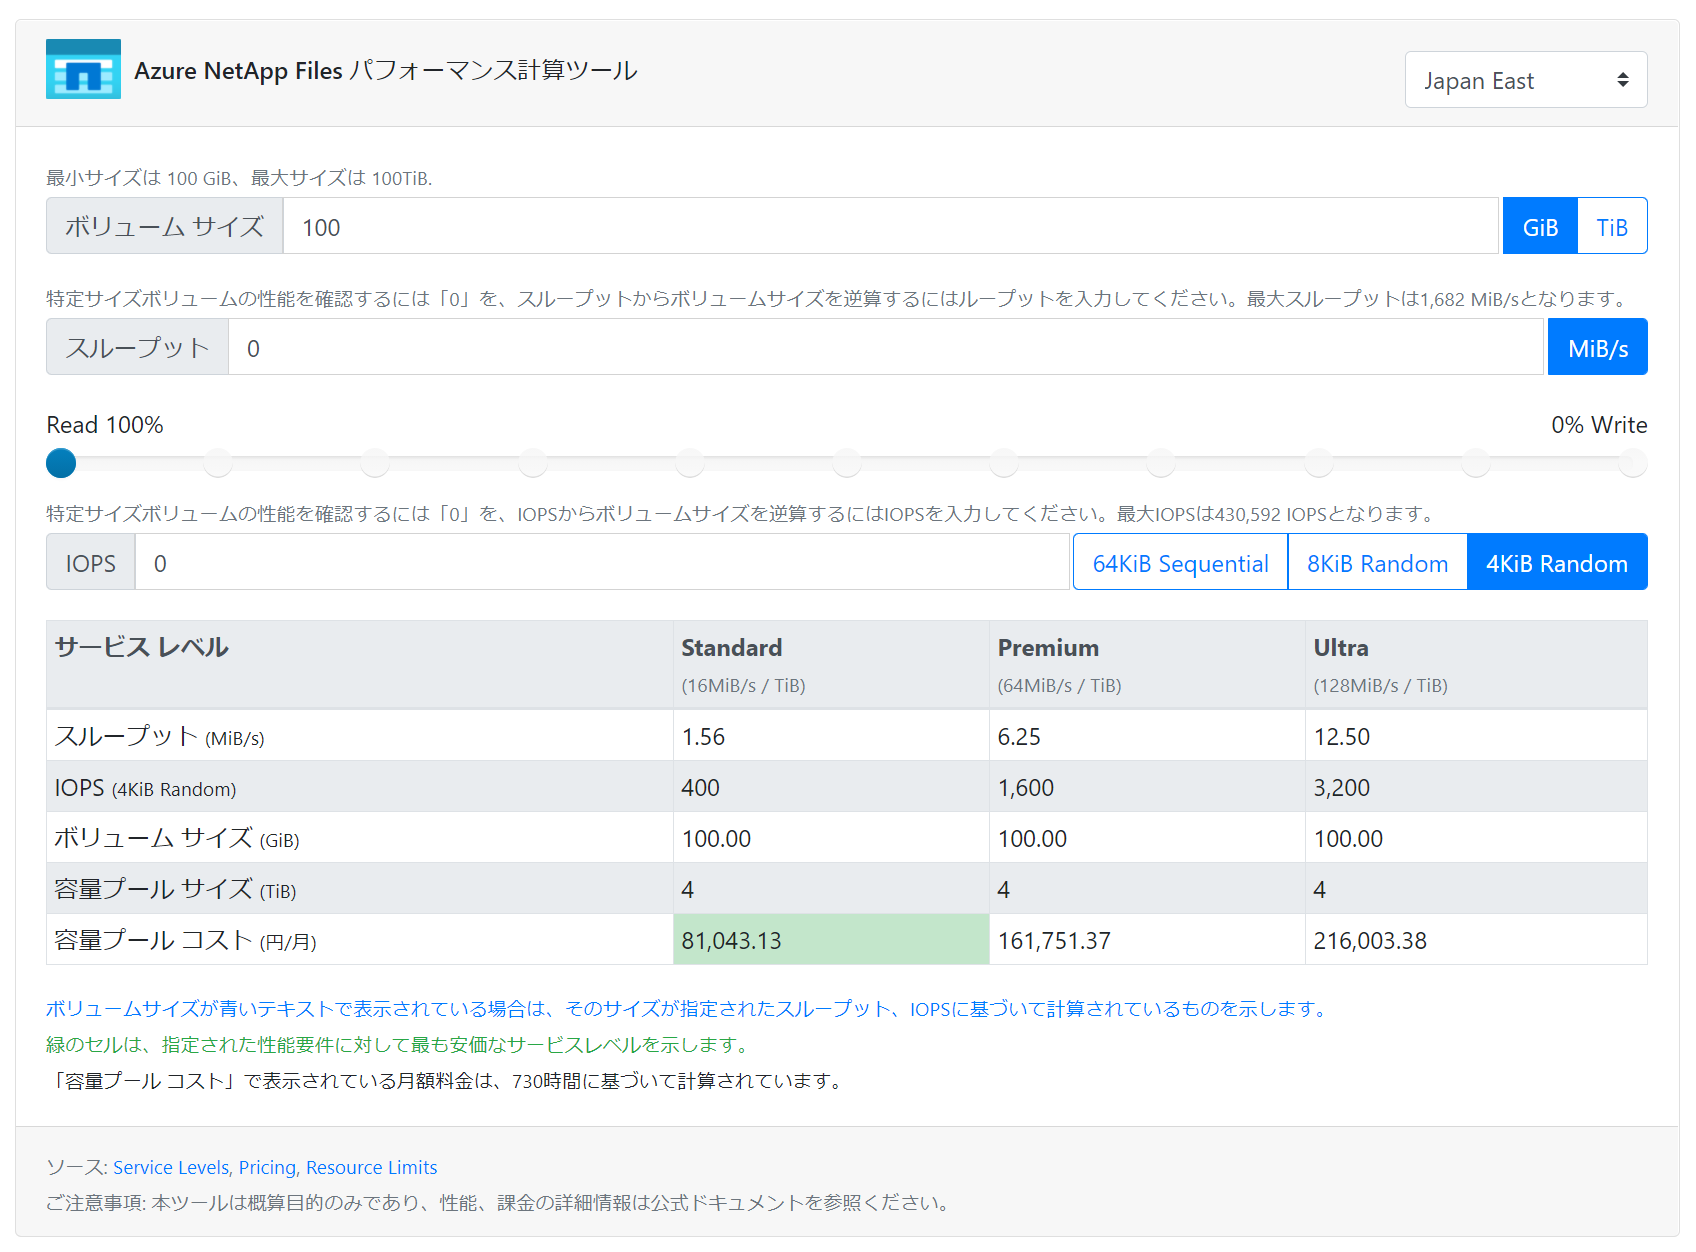 Azure NetApp Files パフォーマンス計算ツール
Japan East
最小サイズは 100 GiB、最大サイズは 100TiB.
ボリューム サイズ 100 GiB TiB
特定サイズボリュームの性能を確認するには「0」を、スループットからボリュームサイズを逆算するにはループットを入力してください。最大スループットは1,682 MiB/sとなります。
スループット 0 MiB/s
Read 100% 0% Write
特定サイズボリュームの性能を確認するには「0」を、IOPSからボリュームサイズを逆算するにはIOPSを入力してください。最大IOPSは430,592 IOPSとなります。
IOPS 0 64KiB Sequential 8KiB Random 4KiB Random
サービス レベル Standard Premium Ultra
(16MiB/s / TiB) (64MiB/s / TiB) (128MiB/s / TiB)
スループット (MiB/s) 1.56 6.25 12.50
IOPS (4KiB Random) 400 1,600 3,200
ボリューム サイズ (GiB) 100.00 100.00 100.00
容量プール サイズ (TiB) 4 4 4
容量プール コスト (円/月) 81,043.13 161,751.37 216,003.38
ボリュームサイズが青いテキストで表示されている場合は、そのサイズが指定されたスループット、IOPSに基づいて計算されているものを示します。
緑のセルは、指定された性能要件に対して最も安価なサービスレベルを示します。
「容量プール コスト」で表示されている月額料金は、730時間に基づいて計算されています。
ソース: Service Levels, Pricing, Resource Limits
ご注意事項: 本ツールは概算目的のみであり、性能、課金の詳細情報は公式ドキュメントを参照ください。